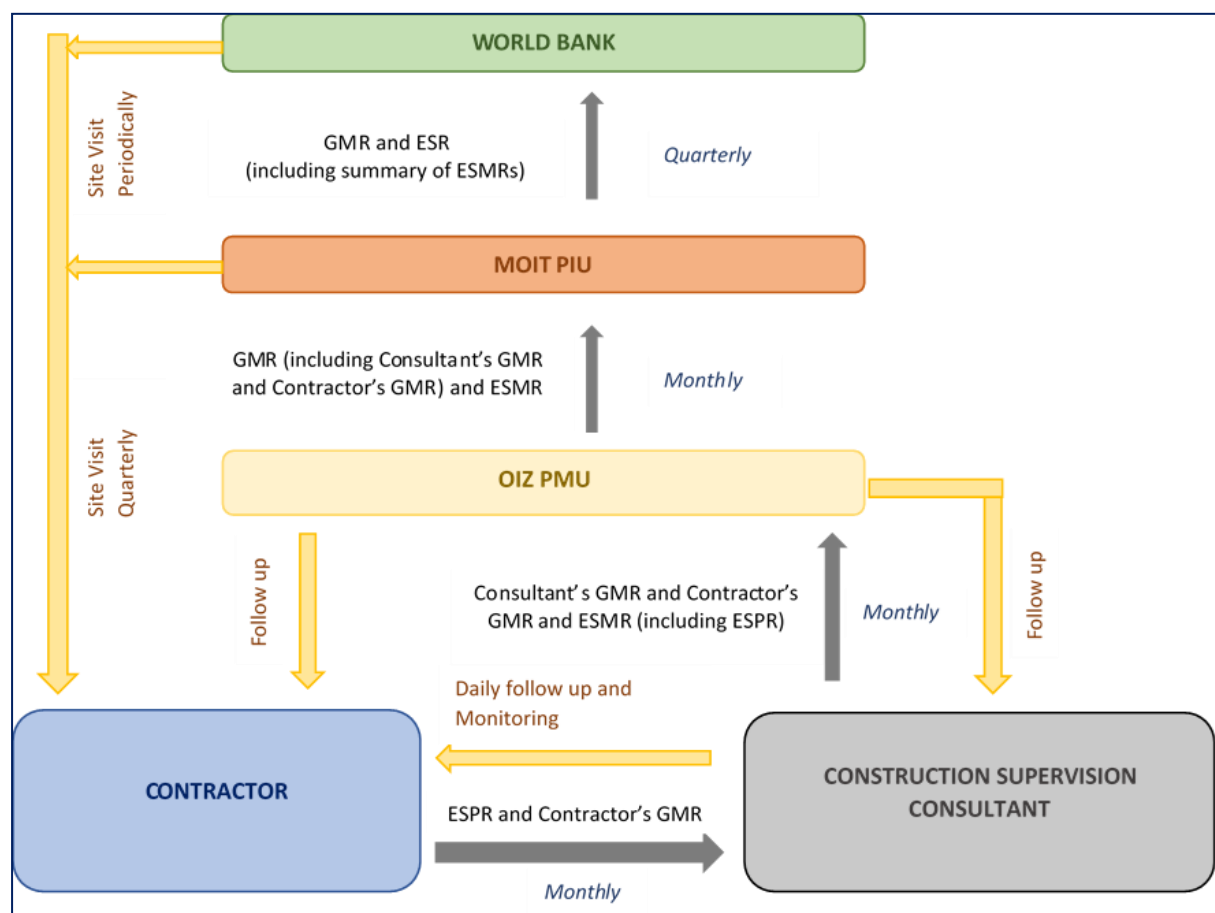 WORLD BANK
Site Visit
Periodically
GMR and ESR
(including summary of ESMRs)
Quarterly
MOIT PIU
GMR (including Consultant's GMR
and Contractor's GMR) and ESMR
Monthly
Site Visit
Quarterly
OIZ PMU
Follow up
Consultant's GMR and Contractor's
GMR and ESMR (including ESPR)
Monthly
Follow up
Daily follow up and
Monitoring
CONTRACTOR
CONSTRUCTION SUPERVISION
CONSULTANT
ESPR and Contractor's GMR
Monthly